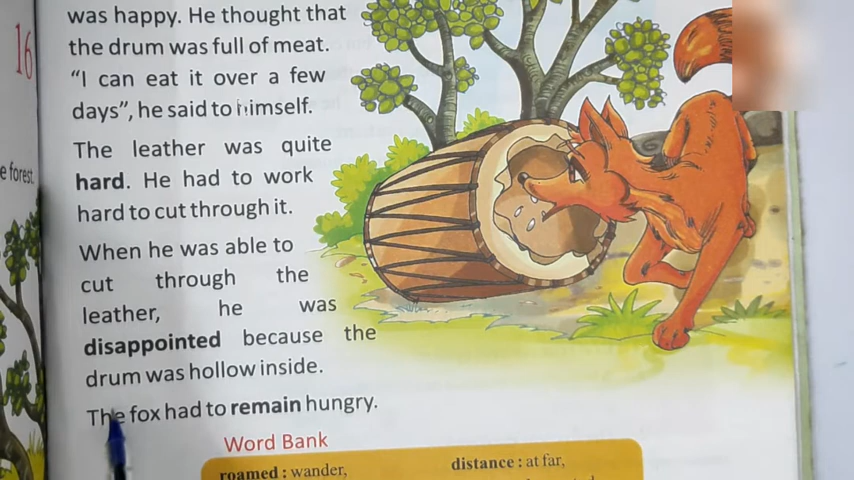 16
e forest.
was happy. He thought that
the drum was full of meat.
“I can eat it over a few
days”, he said to himself.
The leather was quite
hard. He had to work
hard to cut through it.
When he was able to
cut through the
leather, he was
disappointed because the
drum was hollow inside.
The fox had to remain hungry.
Word Bank
roamed : wander,
distance : at far,